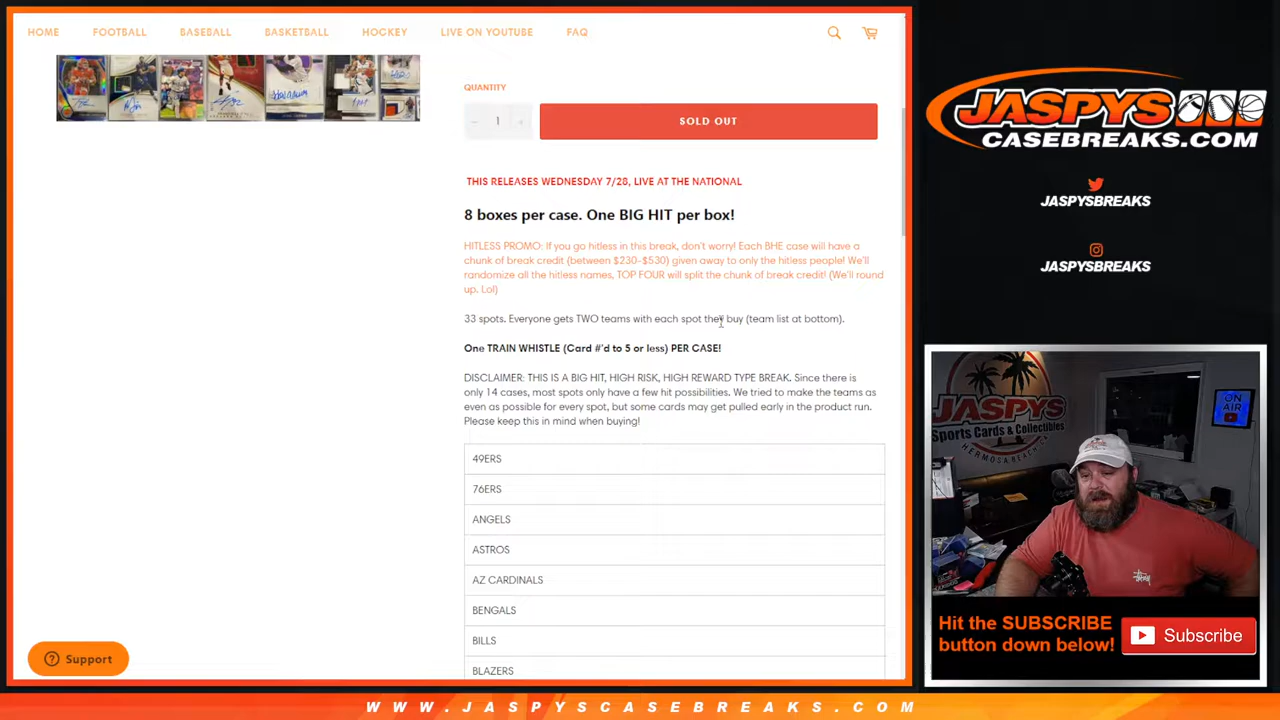 HOME FOOTBALL BASEBALL BASKETBALL HOCKEY LIVE ON YOUTUBE FAQ
QUANTITY
− 1 +
SOLD OUT
THIS RELEASES WEDNESDAY 7/28, LIVE AT THE NATIONAL
8 boxes per case. One BIG HIT per box!
HITLESS PROMO: If you go hitless in this break, don't worry! Each BHE case will have a
chunk of break credit (between $230-$530) given away to only the hitless people! We'll
randomize all the hitless names. TOP FOUR will split the chunk of break credit! (We'll round
up. Lol)
33 spots. Everyone gets TWO teams with each spot they buy (team list at bottom).
One TRAIN WHISTLE (Card #'d to 5 or less) PER CASE!
DISCLAIMER: THIS IS A BIG HIT, HIGH RISK, HIGH REWARD TYPE BREAK. Since there is
only 14 cases, most spots only have a few hit possibilities. We tried to make the teams as
even as possible for every spot, but some cards may get pulled early in the product run.
Please keep this in mind when buying!
49ERS
76ERS
ANGELS
ASTROS
AZ CARDINALS
BENGALS
BILLS
BLAZERS
Support
JASPYS
CASEBREAKS.COM
JASPYSBREAKS
JASPYSBREAKS
JASPYS
Sports Cards & Collectibles
HERMOSA BEACH CA
ON
AIR
Hit the SUBSCRIBE
button down below!
Subscribe
WWW.JASPYSCASEBREAKS.COM